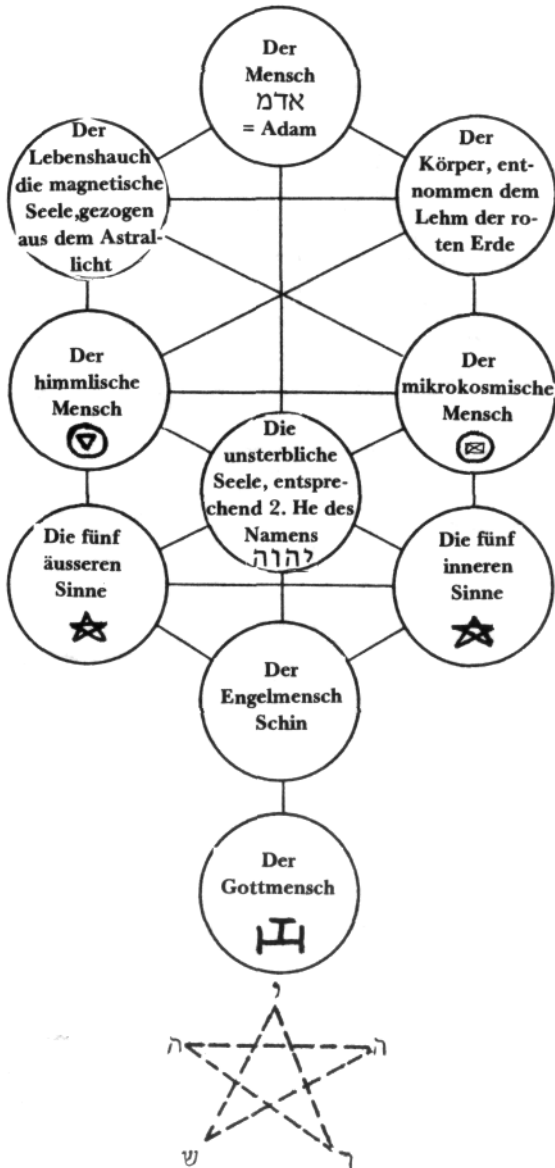 Der
Mensch
אדמ
= Adam
Der
Lebenshauch
die magnetische
Seele,gezogen
aus dem Astral-
licht
Der
Körper, ent-
nommen dem
Lehm der ro-
ten Erde
Der
himmlische
Mensch
Der
mikrokosmische
Mensch
Die
unsterbliche
Seele, entspre-
chend 2. He des
Namens
יהוה
Die fünf
äusseren
Sinne
Die fünf
inneren
Sinne
Der
Engelmensch
Schin
Der
Gottmensch
י
ה
ה
ש
ו